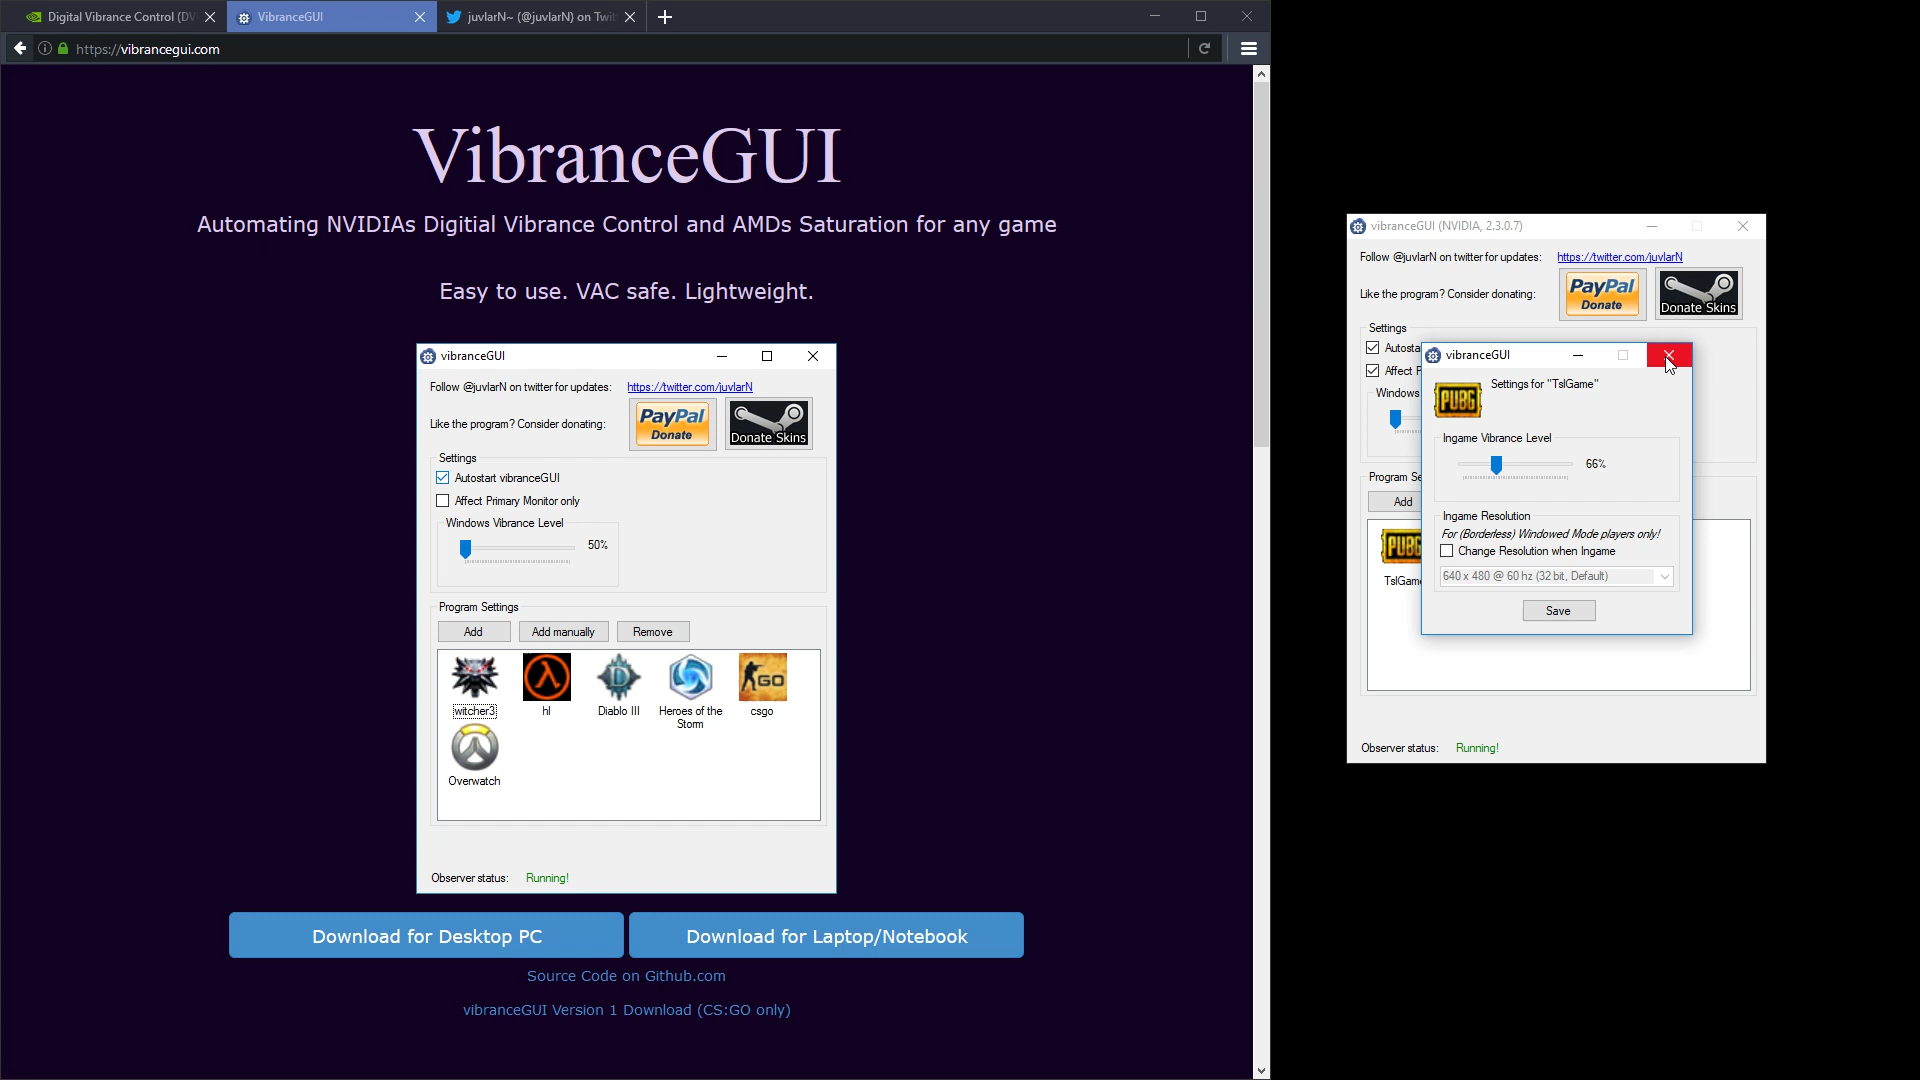 Digital Vibrance Control (DV
VibranceGUI
juvlarN~ (@juvlarN) on Twit
https://vibrancegui.com
VibranceGUI
Automating NVIDIAs Digitial Vibrance Control and AMDs Saturation for any game
Easy to use. VAC safe. Lightweight.
vibranceGUI
Follow @juvlarN on twitter for updates: https://twitter.com/juvlarN
Like the program? Consider donating:
PayPal
Donate
Donate Skins
Settings
Autostart vibranceGUI
Affect Primary Monitor only
Windows Vibrance Level
50%
Program Settings
Add Add manually Remove
GO
witcher3 hl Diablo III Heroes of the Storm csgo
Overwatch
Observer status: Running!
Download for Desktop PC Download for Laptop/Notebook
Source Code on Github.com
vibranceGUI Version 1 Download (CS:GO only)
vibranceGUI (NVIDIA, 2.3.0.7)
Follow @juvlarN on twitter for updates: https://twitter.com/juvlarN
Like the program? Consider donating:
PayPal
Donate
Donate Skins
Settings
Autosta
Affect P
Windows
Program Se
Add
PUBG
TslGame
Observer status: Running!
vibranceGUI
PUBG
Settings for "TslGame"
Ingame Vibrance Level
66%
Ingame Resolution
For (Borderless) Windowed Mode players only!
Change Resolution when Ingame
640 x 480 @ 60 hz (32 bit, Default)
Save